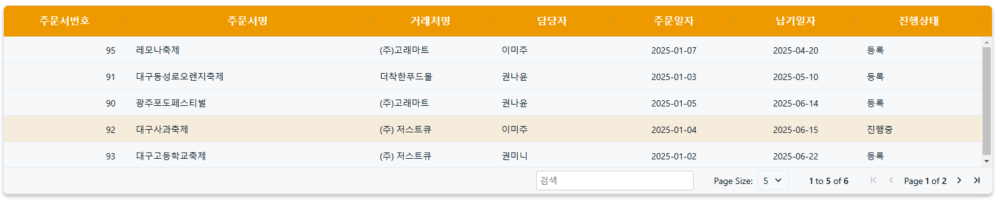 주문서번호 주문서명 거래처명 담당자 주문일자 납기일자 진행상태
95 레모나축제 (주)고래마트 이미주 2025-01-07 2025-04-20 등록
91 대구동성로오렌지축제 더착한푸드몰 권나윤 2025-01-03 2025-05-10 등록
90 광주포도페스티벌 (주)고래마트 권나윤 2025-01-05 2025-06-14 등록
92 대구사과축제 (주) 저스트큐 이미주 2025-01-04 2025-06-15 진행중
93 대구고등학교축제 (주) 저스트큐 권미니 2025-01-02 2025-06-22 등록
검색 Page Size: 5 1 to 5 of 6 Page 1 of 2